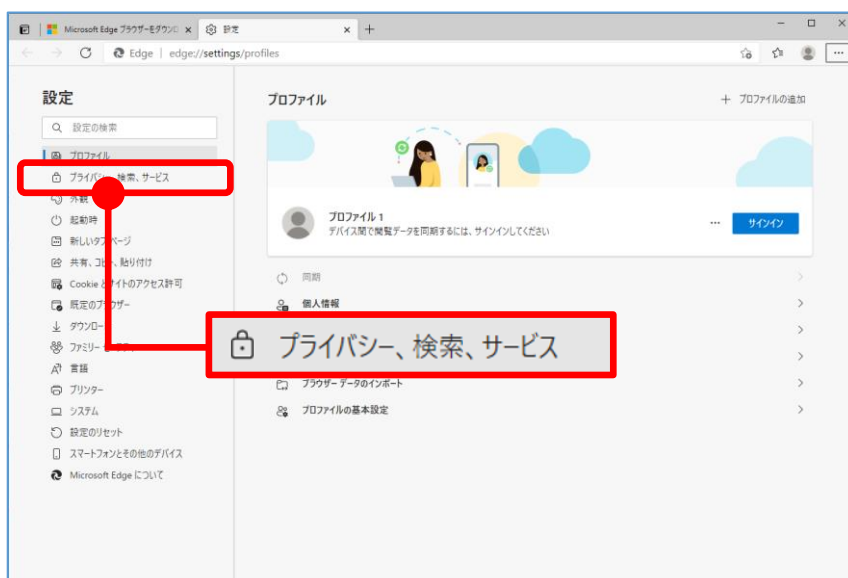 Microsoft Edge ブラウザーをダウンロ
設定
Edge | edge://settings/profiles
設定
設定の検索
プロファイル
プライバシー、検索、サービス
外観
起動時
新しいタブ ページ
共有、コピー、貼り付け
Cookie とサイトのアクセス許可
既定のブラウザー
ダウンロー
ファミリー
言語
プリンター
システム
設定のリセット
スマートフォンとその他のデバイス
Microsoft Edge について
プロファイル
プロファイルの追加
プロファイル 1
デバイス間で閲覧データを同期するには、サインインしてください
サインイン
同期
個人情報
プライバシー、検索、サービス
ブラウザー データのインポート
プロファイルの基本設定